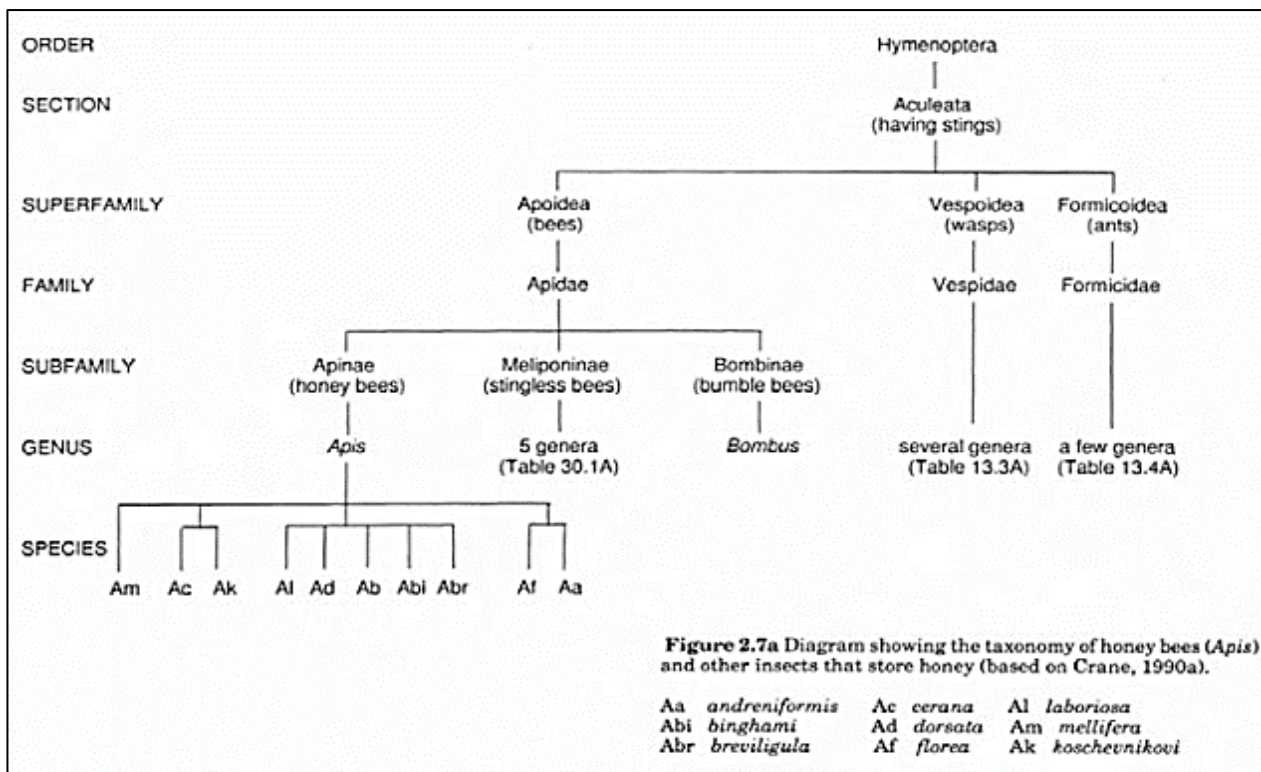 ORDER Hymenoptera
SECTION Aculeata
(having stings)
SUPERFAMILY Apoidea Vespoidea Formicoidea
(bees) (wasps) (ants)
FAMILY Apidae Vespidae Formicidae
SUBFAMILY Apinae Meliponinae Bombinae
(honey bees) (stingless bees) (bumble bees)
GENUS Apis 5 genera Bombus several genera a few genera
(Table 30.1A) (Table 13.3A) (Table 13.4A)
SPECIES
Am Ac Ak Al Ad Ab Abi Abr Af Aa
Figure 2.7a Diagram showing the taxonomy of honey bees (Apis)
and other insects that store honey (based on Crane, 1990a).
Aa andreniformis Ac cerana Al laboriosa
Abi binghami Ad dorsata Am mellifera
Abr breviligula Af florea Ak koschevnikovi